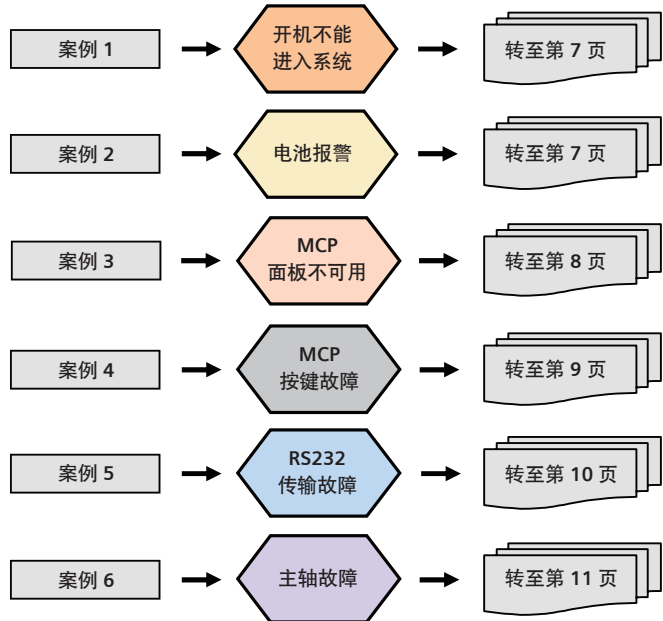 案例 1
开机不能
进入系统
转至第 7 页
案例 2
电池报警
转至第 7 页
案例 3
MCP
面板不可用
转至第 8 页
案例 4
MCP
按键故障
转至第 9 页
案例 5
RS232
传输故障
转至第 10 页
案例 6
主轴故障
转至第 11 页